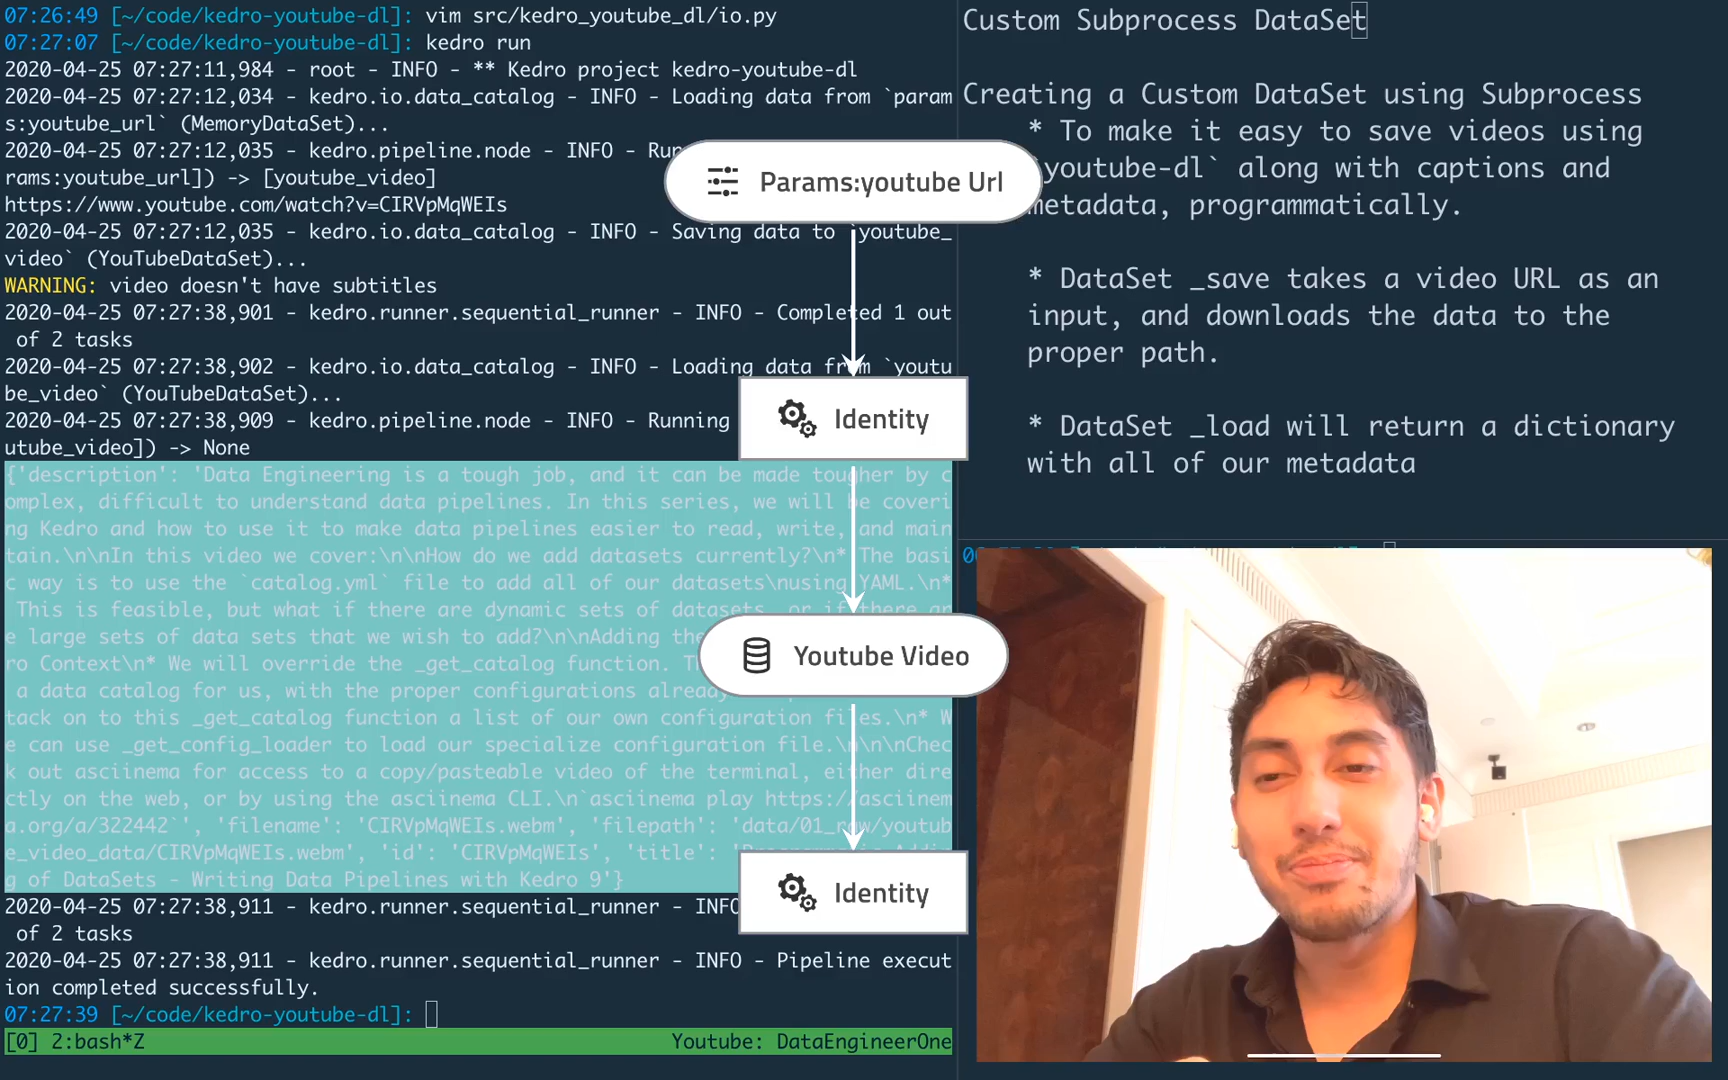 07:26:49 [~/code/kedro-youtube-dl]: vim src/kedro_youtube_dl/io.py
07:27:07 [~/code/kedro-youtube-dl]: kedro run
2020-04-25 07:27:11,984 - root - INFO - ** Kedro project kedro-youtube-dl
2020-04-25 07:27:12,034 - kedro.io.data_catalog - INFO - Loading data from `param
s:youtube_url` (MemoryDataSet)...
2020-04-25 07:27:12,035 - kedro.pipeline.node - INFO -
rams:youtube_url]) -> [youtube_video]
https://www.youtube.com/watch?v=CIRVpMqWEIs
2020-04-25 07:27:12,035 - kedro.io.data_catalog - INFO - Saving data to `youtube_
video` (YouTubeDataSet)...
WARNING: video doesn't have subtitles
2020-04-25 07:27:38,901 - kedro.runner.sequential_runner - INFO - Completed 1 out
of 2 tasks
2020-04-25 07:27:38,902 - kedro.io.data_catalog - INFO - Loading data from `youtu
be_video` (YouTubeDataSet)...
2020-04-25 07:27:38,909 - kedro.pipeline.node - INFO - Running
utube_video]) -> None
{'description': 'Data Engineering is a tough job, and it can be made tougher by c
omplex, difficult to understand data pipelines. In this series, we will be coveri
ng Kedro and how to use it to make data pipelines easier to read, write, and main
tain.\n\nIn this video we cover:\n\nHow do we add datasets currently?\n* The basi
c way is to use the `catalog.yml` file to add all of our datasets\nusing YAML.\n*
This is feasible, but what if there are dynamic sets of datasets, or if there ar
e large sets of data sets that we wish to add?\n\nAdding the
ro Context\n* We will override the _get_catalog function.
a data catalog for us, with the proper configurations already
tack on to this _get_catalog function a list of our own configuration files.\n* W
e can use _get_config_loader to load our specialize configuration file.\n\n\nChec
k out asciinema for access to a copy/pasteable video of the terminal, either dire
ctly on the web, or by using the asciinema CLI.\n`asciinema play https://asciinem
a.org/a/322442`', 'filename': 'CIRVpMqWEIs.webm', 'filepath': 'data/01_raw/youtub
e_video_data/CIRVpMqWEIs.webm', 'id': 'CIRVpMqWEIs', 'title': 'Programmatic Addin
g of DataSets - Writing Data Pipelines with Kedro 9'}
2020-04-25 07:27:38,911 - kedro.runner.sequential_runner - INFO
of 2 tasks
2020-04-25 07:27:38,911 - kedro.runner.sequential_runner - INFO - Pipeline execut
ion completed successfully.
07:27:39 [~/code/kedro-youtube-dl]:
[0] 2:bash*Z Youtube: DataEngineerOne
Params:youtube Url
Identity
Youtube Video
Identity
Custom Subprocess DataSet
Creating a Custom DataSet using Subprocess
* To make it easy to save videos using
`youtube-dl` along with captions and
metadata, programmatically.
* DataSet _save takes a video URL as an
input, and downloads the data to the
proper path.
* DataSet _load will return a dictionary
with all of our metadata